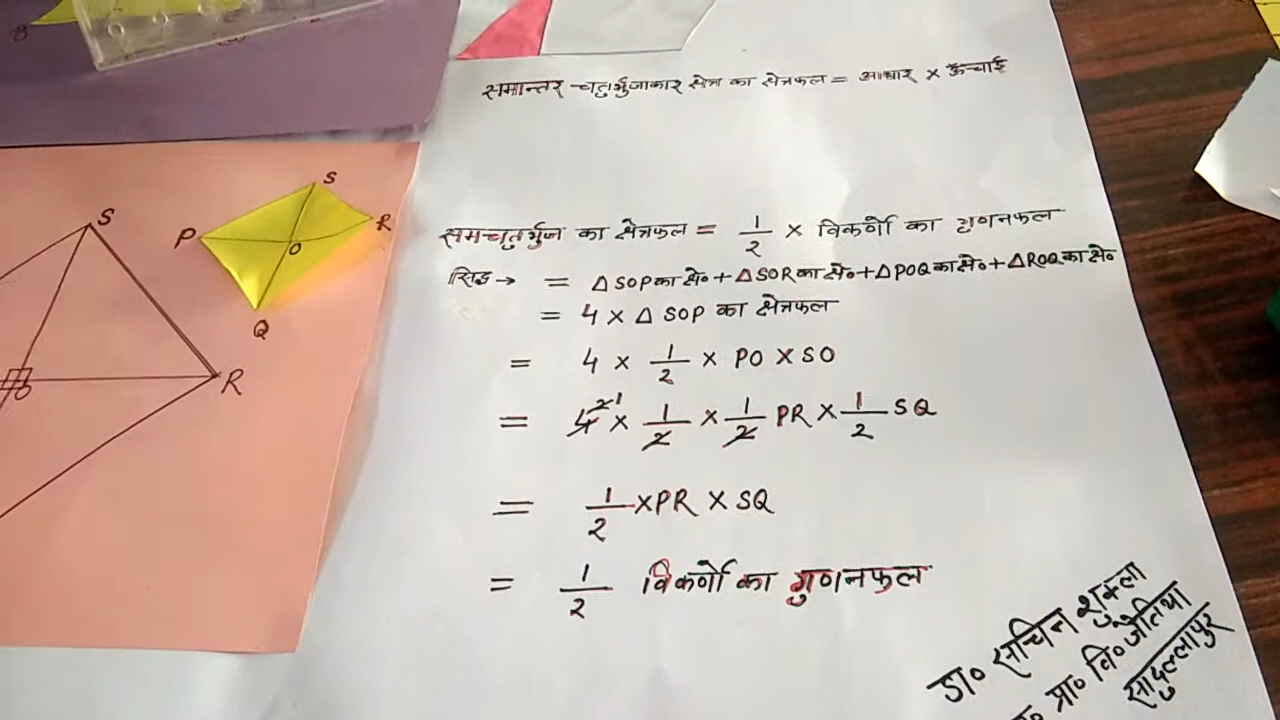 समान्तर चतुर्भुजाकार क्षेत्र का क्षेत्रफल = आधार × ऊंचाई
समचतुर्भुज का क्षेत्रफल = 1/2 × विकर्णो का गुणनफल
सिद्ध → = △SOP का क्षे० + △SOR का क्षे० + △POQ का क्षे० + △ROQ का क्षे०
= 4 × △ SOP का क्षेत्रफल
= 4 × 1/2 × PO × SO
= 4 2 1 × 1/2 × 1/2 PR × 1/2 SQ
= 1/2 × PR × SQ
= 1/2 विकर्णो का गुणनफल
डा० सचिन शुक्ला
प्रा० वि० जैतिया
सादुल्लापुर
S
R
O
S
P
R
O
Q
B